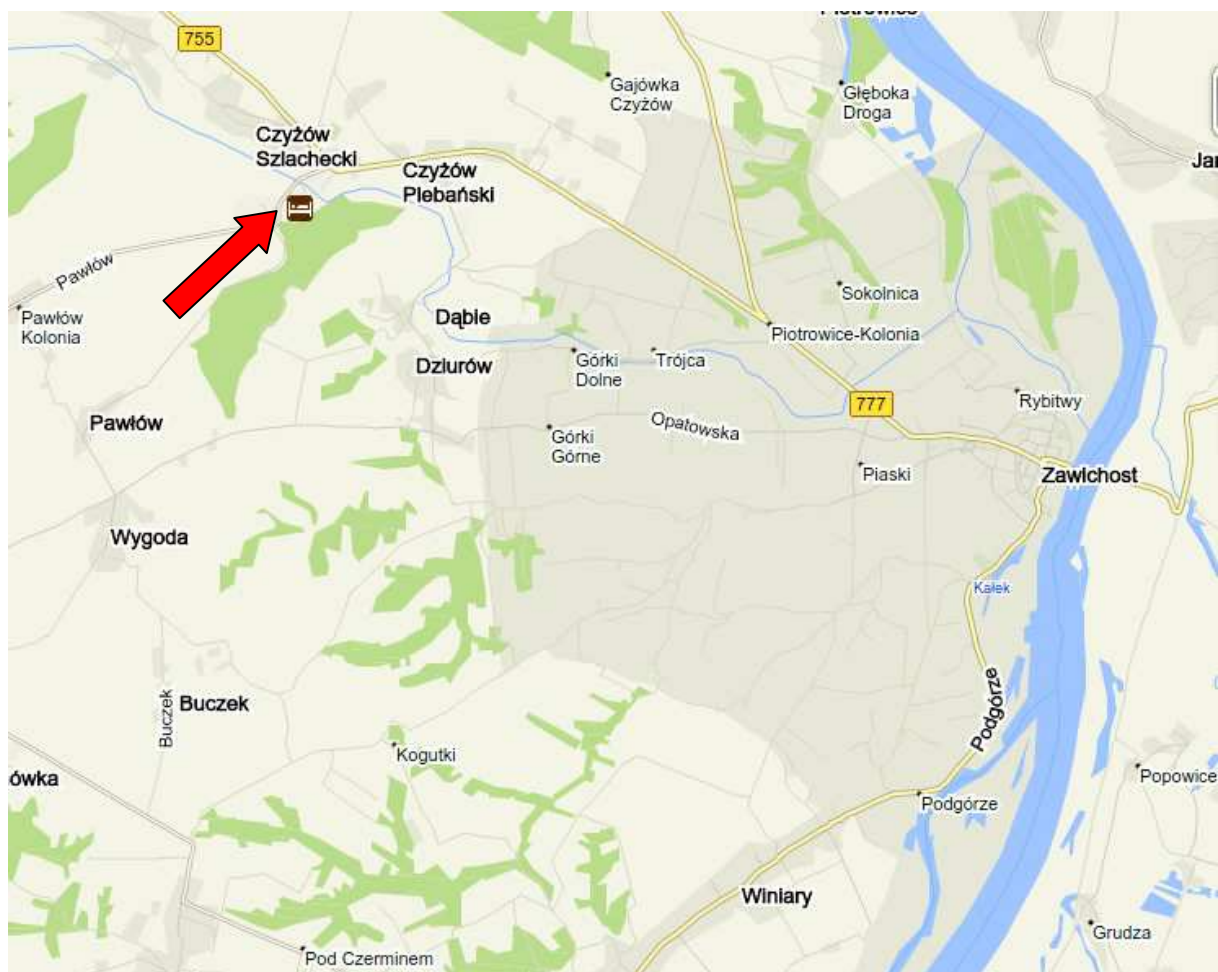 755
Gajówka
Czyżów
Głęboka
Droga
Czyżów
Szlachecki
Czyżów
Plebański
Pawłów
Pawłów
Kolonia
Sokolnica
Dąbie
Piotrowice-Kolonia
Dziurów
Górki
Dolne
Trójca
777
Rybitwy
Pawłów
Opatowska
Górki
Górne
Piaski
Zawichost
Wygoda
Kałek
Buczek
Buczek
Podgórze
Kogutki
Popowice
ówka
Podgórze
Winiary
Grudza
Pod Czerminem